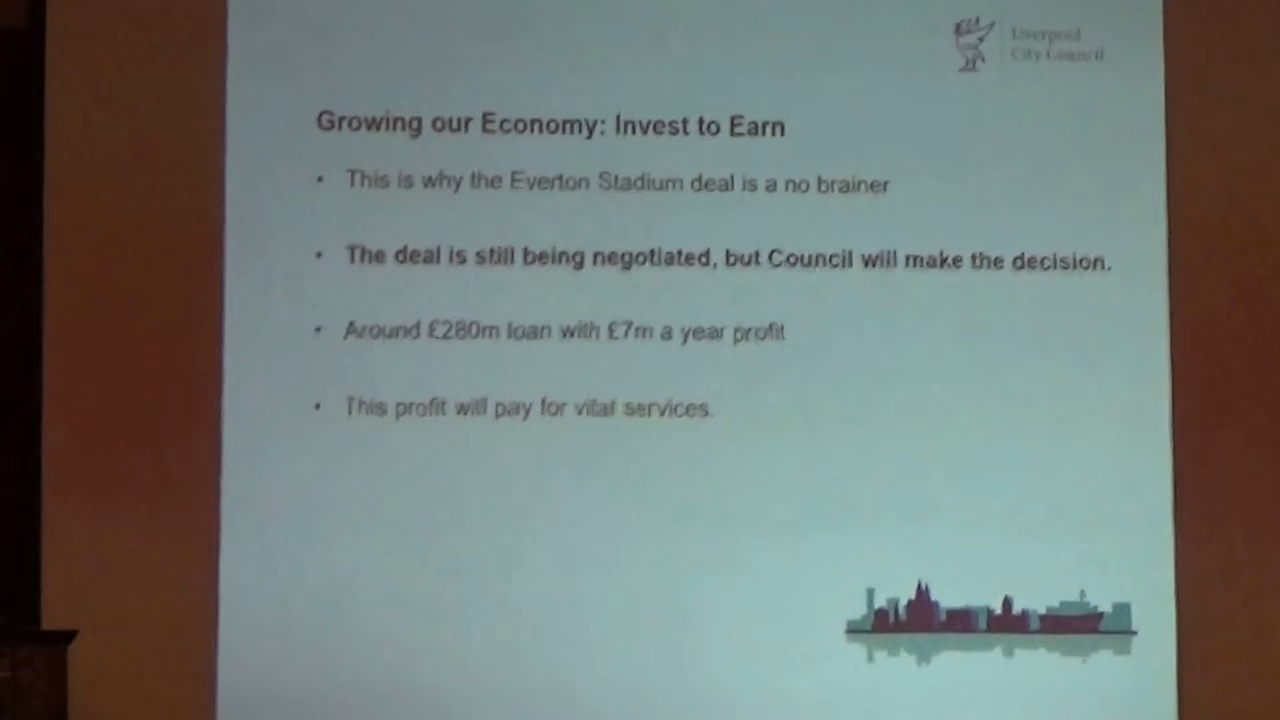 Liverpool
City Council
Growing our Economy: Invest to Earn
• This is why the Everton Stadium deal is a no brainer
• The deal is still being negotiated, but Council will make the decision.
• Around £280m loan with £7m a year profit
• This profit will pay for vital services.